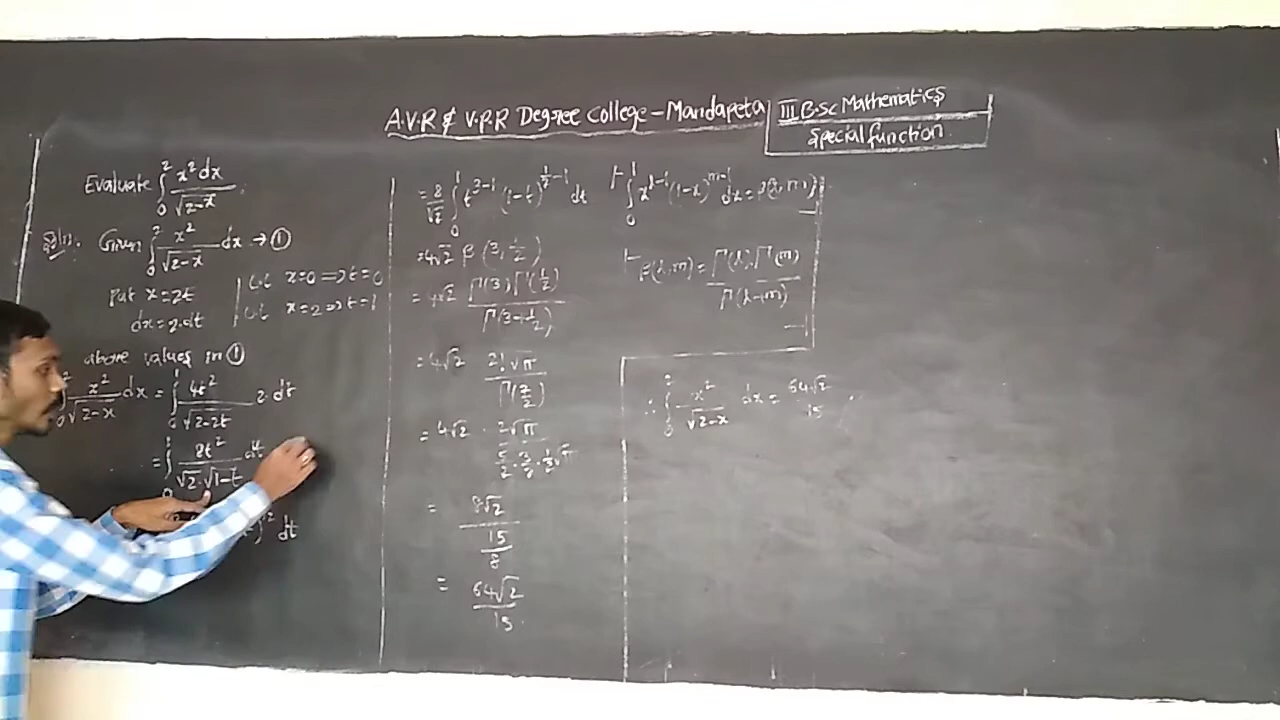 A.V.R & V.P.R Degree College - Mandapeta
III B.Sc Mathematics
Special function
Evaluate ∫₀² x² dx / √(2-x)
Soln. Given ∫₀² x² / √(2-x) dx → ①
Put x = 2t
dx = 2.dt
x=0 ⇒ t=0
x=2 ⇒ t=1
above values in ①
x² / √(2-x) dx = ∫₀¹ 4t² / √(2-2t) 2 dt
= ∫₀¹ 8t² / √2.√(1-t) dt
dt
= 8/√2 ∫₀¹ t^(3-1) (1-t)^(1/2-1) dt
= 4√2 β(3, 1/2)
= 4√2 Γ(3) Γ(1/2) / Γ(3+1/2)
= 4√2 2! √π / Γ(7/2)
= 4√2 . 2√π / 5/2 . 3/2 . 1/2 √π
= 8√2 / 15/8
= 64√2 / 15
∫₀¹ x^(l-1) (1-x)^(m-1) dx = β(l, m)
β(l, m) = Γ(l).Γ(m) / Γ(l+m)
∴ ∫₀² x² / √(2-x) dx = 64√2 / 15